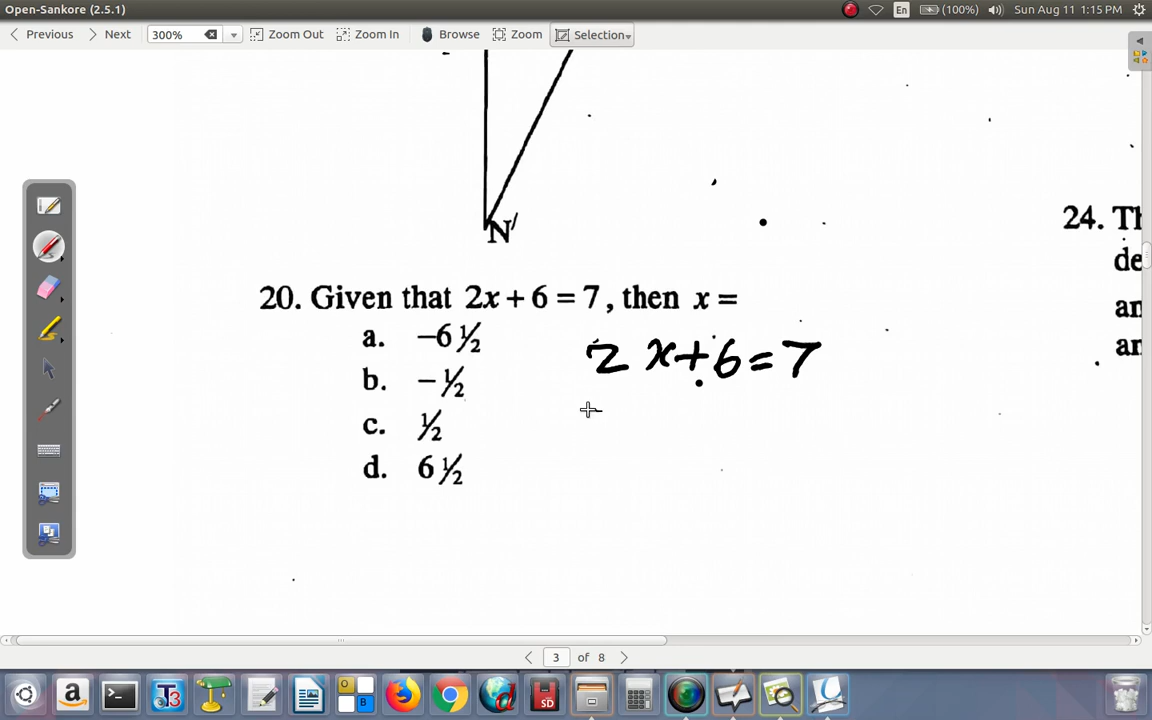 Open-Sankore (2.5.1)
En
(100%)
Sun Aug 11 1:15 PM
Previous
Next
300%
Zoom Out
Zoom In
Browse
Zoom
Selection
N
20. Given that 2x + 6 = 7, then x =
a. −6 ½
b. − ½
c. ½
d. 6 ½
2 x+6=7
24. Th
de
an
ar
3 of 8
SD